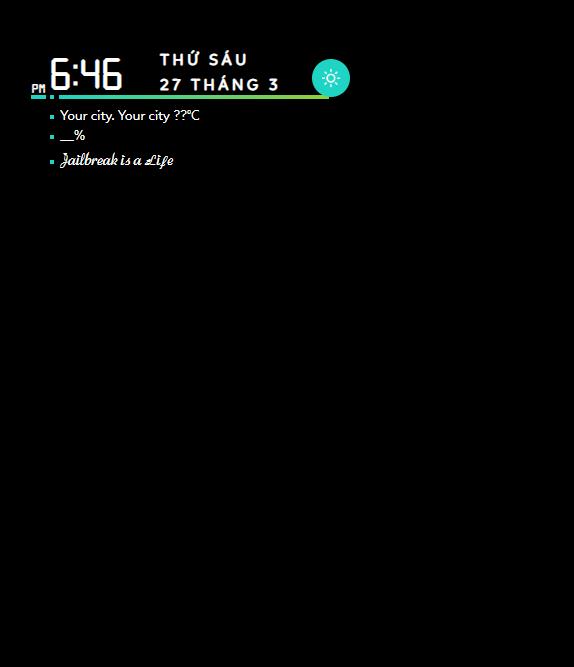 THỨ SÁU
PM 6:46
27 THÁNG 3
Your city. Your city ??°C
__%
Jailbreak is a Life